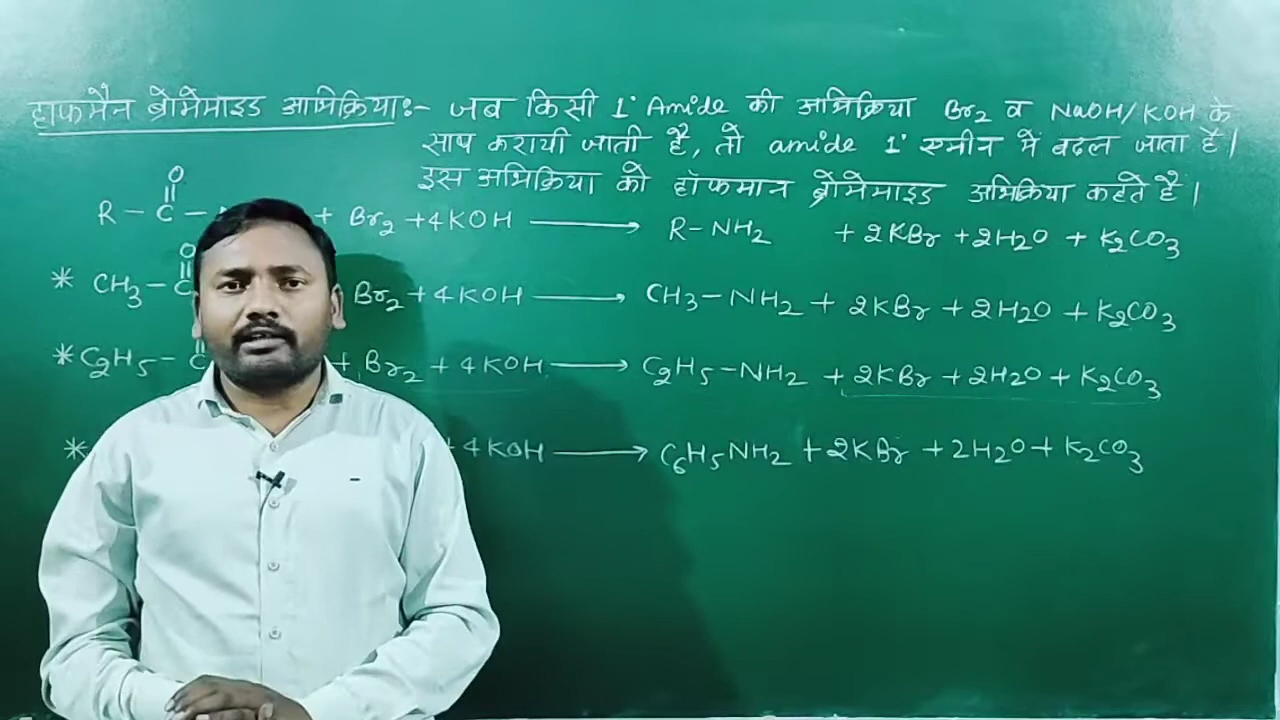 हाफमैन ब्रोमेमाइड अभिक्रिया:- जब किसी 1° Amide की अभिक्रिया Br2 व NaOH/KOH के
साथ करायी जाती है, तो amide 1° एमीन में बदल जाता है।
इस अभिक्रिया को हॉफमान ब्रोमेमाइड अभिक्रिया कहते है।
O
R - C - + Br2 +4KOH ⟶ R-NH2 + 2KBr +2H2O + K2CO3
O
* CH3 - C Br2 + 4KOH ⟶ CH3-NH2 + 2KBr + 2H2O + K2CO3
* C2H5 - C + Br2 + 4KOH ⟶ C2H5-NH2 + 2KBr + 2H2O + K2CO3
* +4KOH ⟶ C6H5NH2 +2KBr +2H2O + K2CO3